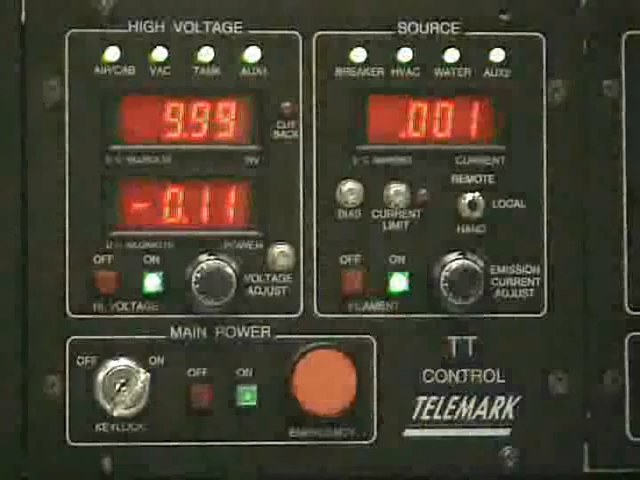 HIGH VOLTAGE
AIR/CAB VAC TANK AUX1
9.99
CUT
BACK
KV
-0.11
POWER
OFF ON
VOLTAGE
ADJUST
HI VOLTAGE
SOURCE
BREAKER HVAC WATER AUX2
.001
CURRENT
REMOTE
BIAS CURRENT
LIMIT
LOCAL
HAND
OFF ON
EMISSION
CURRENT
ADJUST
FILAMENT
MAIN POWER
OFF ON
OFF ON
KEYLOCK
EMERGENCY
TT
CONTROL
TELEMARK